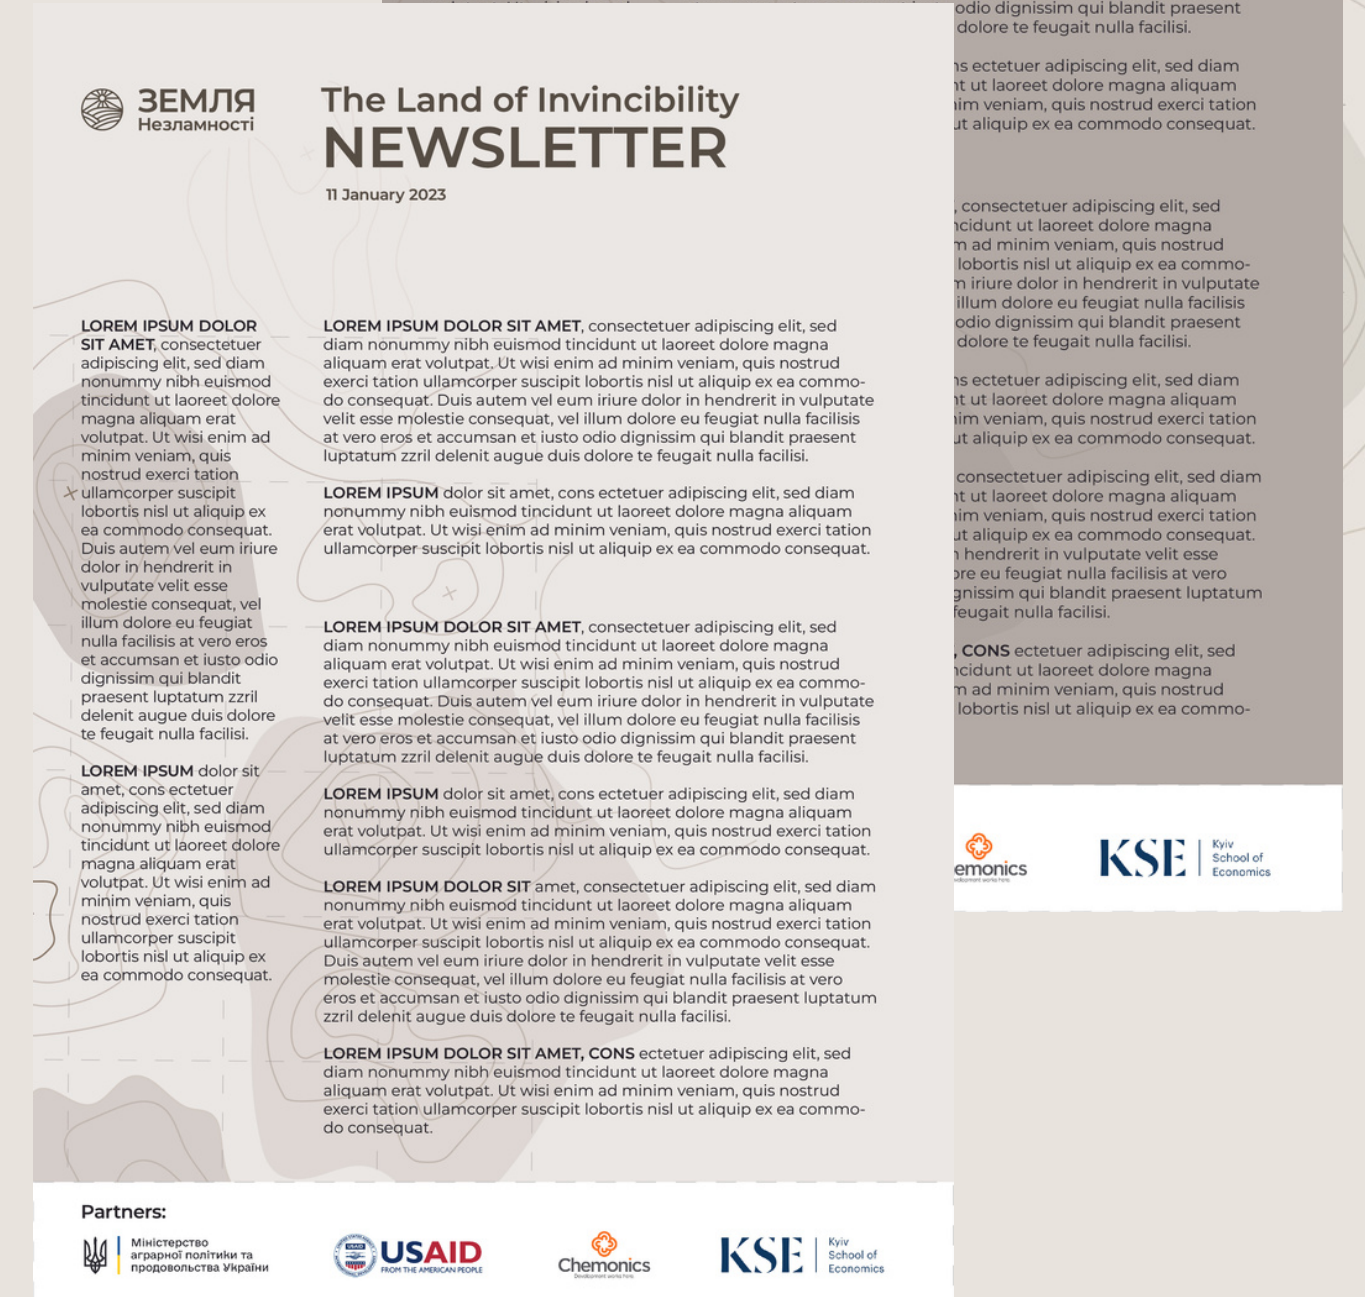 ЗЕМЛЯ
Незламності
The Land of Invincibility
NEWSLETTER
11 January 2023
LOREM IPSUM DOLOR
SIT AMET, consectetuer
adipiscing elit, sed diam
nonummy nibh euismod
tincidunt ut laoreet dolore
magna aliquam erat
volutpat. Ut wisi enim ad
minim veniam, quis
nostrud exerci tation
ullamcorper suscipit
lobortis nisl ut aliquip ex
ea commodo consequat.
Duis autem vel eum iriure
dolor in hendrerit in
vulputate velit esse
molestie consequat, vel
illum dolore eu feugiat
nulla facilisis at vero eros
et accumsan et iusto odio
dignissim qui blandit
praesent luptatum zzril
delenit augue duis dolore
te feugait nulla facilisi.
LOREM IPSUM dolor sit
amet, cons ectetuer
adipiscing elit, sed diam
nonummy nibh euismod
tincidunt ut laoreet dolore
magna aliquam erat
volutpat. Ut wisi enim ad
minim veniam, quis
nostrud exerci tation
ullamcorper suscipit
lobortis nisl ut aliquip ex
ea commodo consequat.
LOREM IPSUM DOLOR SIT AMET, consectetuer adipiscing elit, sed
diam nonummy nibh euismod tincidunt ut laoreet dolore magna
aliquam erat volutpat. Ut wisi enim ad minim veniam, quis nostrud
exerci tation ullamcorper suscipit lobortis nisl ut aliquip ex ea commo-
do consequat. Duis autem vel eum iriure dolor in hendrerit in vulputate
velit esse molestie consequat, vel illum dolore eu feugiat nulla facilisis
at vero eros et accumsan et iusto odio dignissim qui blandit praesent
luptatum zzril delenit augue duis dolore te feugait nulla facilisi.
LOREM IPSUM dolor sit amet, cons ectetuer adipiscing elit, sed diam
nonummy nibh euismod tincidunt ut laoreet dolore magna aliquam
erat volutpat. Ut wisi enim ad minim veniam, quis nostrud exerci tation
ullamcorper suscipit lobortis nisl ut aliquip ex ea commodo consequat.
LOREM IPSUM DOLOR SIT AMET, consectetuer adipiscing elit, sed
diam nonummy nibh euismod tincidunt ut laoreet dolore magna
aliquam erat volutpat. Ut wisi enim ad minim veniam, quis nostrud
exerci tation ullamcorper suscipit lobortis nisl ut aliquip ex ea commo-
do consequat. Duis autem vel eum iriure dolor in hendrerit in vulputate
velit esse molestie consequat, vel illum dolore eu feugiat nulla facilisis
at vero eros et accumsan et iusto odio dignissim qui blandit praesent
luptatum zzril delenit augue duis dolore te feugait nulla facilisi.
LOREM IPSUM dolor sit amet, cons ectetuer adipiscing elit, sed diam
nonummy nibh euismod tincidunt ut laoreet dolore magna aliquam
erat volutpat. Ut wisi enim ad minim veniam, quis nostrud exerci tation
ullamcorper suscipit lobortis nisl ut aliquip ex ea commodo consequat.
LOREM IPSUM DOLOR SIT amet, consectetuer adipiscing elit, sed diam
nonummy nibh euismod tincidunt ut laoreet dolore magna aliquam
erat volutpat. Ut wisi enim ad minim veniam, quis nostrud exerci tation
ullamcorper suscipit lobortis nisl ut aliquip ex ea commodo consequat.
Duis autem vel eum iriure dolor in hendrerit in vulputate velit esse
molestie consequat, vel illum dolore eu feugiat nulla facilisis at vero
eros et accumsan et iusto odio dignissim qui blandit praesent luptatum
zzril delenit augue duis dolore te feugait nulla facilisi.
LOREM IPSUM DOLOR SIT AMET, CONS ectetuer adipiscing elit, sed
diam nonummy nibh euismod tincidunt ut laoreet dolore magna
aliquam erat volutpat. Ut wisi enim ad minim veniam, quis nostrud
exerci tation ullamcorper suscipit lobortis nisl ut aliquip ex ea commo-
do consequat.
Partners:
Міністерство
аграрної політики та
продовольства України
USAID
FROM THE AMERICAN PEOPLE
Chemonics
Development works here.
KSE
Kyiv
School of
Economics
odio dignissim qui blandit praesent
dolore te feugait nulla facilisi.
ectetuer adipiscing elit, sed diam
ut laoreet dolore magna aliquam
veniam, quis nostrud exerci tation
ut aliquip ex ea commodo consequat.
, consectetuer adipiscing elit, sed
ut laoreet dolore magna
ad minim veniam, quis nostrud
lobortis nisl ut aliquip ex ea commo-
iriure dolor in hendrerit in vulputate
illum dolore eu feugiat nulla facilisis
odio dignissim qui blandit praesent
dolore te feugait nulla facilisi.
ectetuer adipiscing elit, sed diam
ut laoreet dolore magna aliquam
veniam, quis nostrud exerci tation
ut aliquip ex ea commodo consequat.
consectetuer adipiscing elit, sed diam
ut laoreet dolore magna aliquam
veniam, quis nostrud exerci tation
ut aliquip ex ea commodo consequat.
hendrerit in vulputate velit esse
eu feugiat nulla facilisis at vero
qui blandit praesent luptatum
feugait nulla facilisi.
, CONS ectetuer adipiscing elit, sed
ut laoreet dolore magna
ad minim veniam, quis nostrud
lobortis nisl ut aliquip ex ea commo-
emonics
KSE
Kyiv
School of
Economics